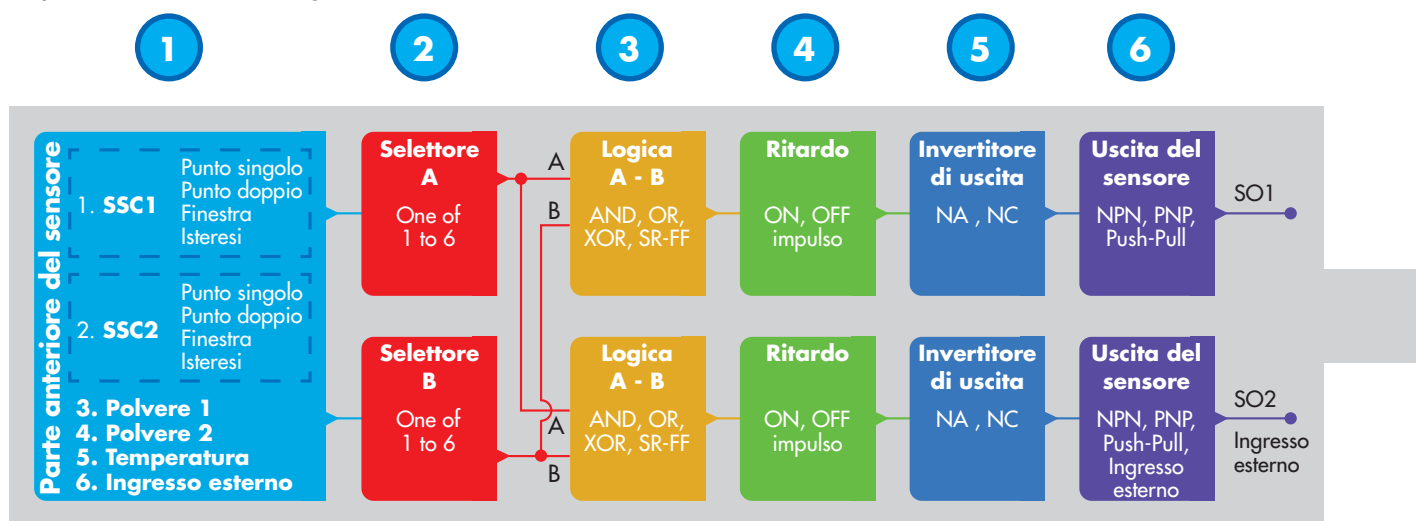 1
2
3
4
5
6
Parte anteriore del sensore
1. SSC1
Punto singolo
Punto doppio
Finestra
Isteresi
2. SSC2
Punto singolo
Punto doppio
Finestra
Isteresi
3. Polvere 1
4. Polvere 2
5. Temperatura
6. Ingresso esterno
Selettore
A
One of
1 to 6
A
B
Logica
A - B
AND, OR,
XOR, SR-FF
Ritardo
ON, OFF
impulso
Invertitore
di uscita
NA , NC
Uscita del
sensore
NPN, PNP,
Push-Pull
SO1
Selettore
B
One of
1 to 6
A
B
Logica
A - B
AND, OR,
XOR, SR-FF
Ritardo
ON, OFF
impulso
Invertitore
di uscita
NA , NC
Uscita del
sensore
NPN, PNP,
Push-Pull,
Ingresso
esterno
SO2
Ingresso
esterno